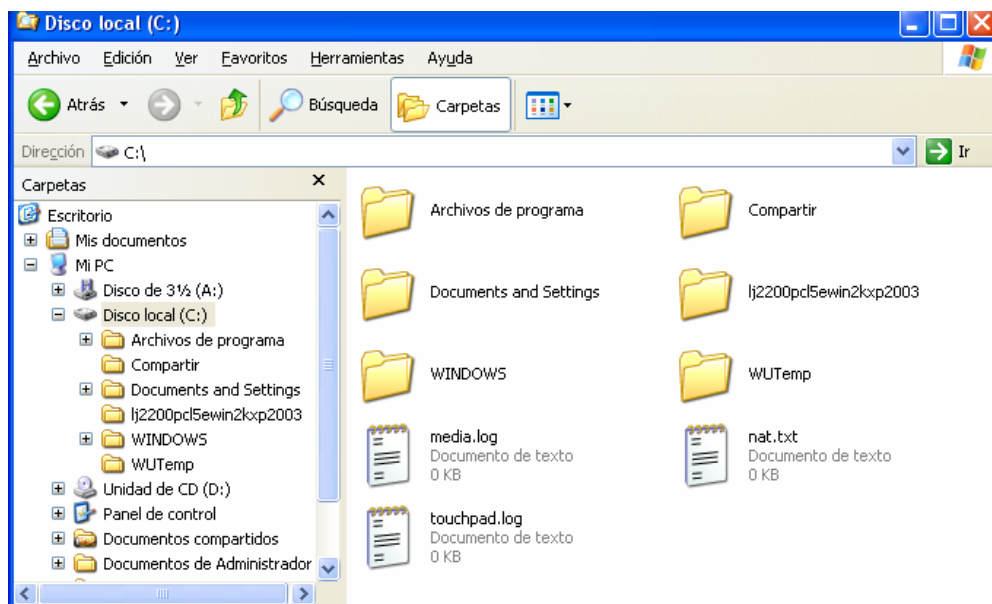 Disco local (C:)
Archivo Edición Ver Favoritos Herramientas Ayuda
Atrás Búsqueda Carpetas
Dirección C:\ Ir
Carpetas X
Escritorio
Mis documentos
Mi PC
Disco de 3½ (A:)
Disco local (C:)
Archivos de programa
Compartir
Documents and Settings
lj2200pcl5ewin2kxp2003
WINDOWS
WUTemp
Unidad de CD (D:)
Panel de control
Documentos compartidos
Documentos de Administrador
Archivos de programa
Compartir
Documents and Settings
lj2200pcl5ewin2kxp2003
WINDOWS
WUTemp
media.log
Documento de texto
0 KB
nat.txt
Documento de texto
0 KB
touchpad.log
Documento de texto
0 KB